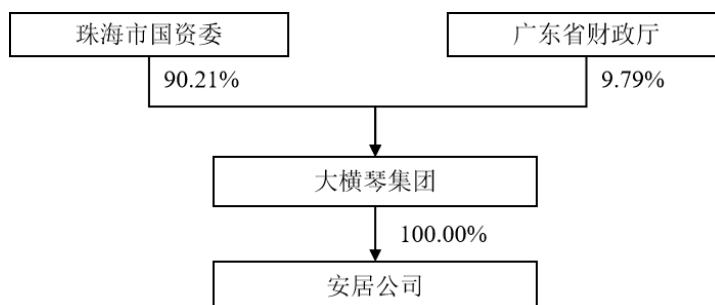 珠海市国资委
广东省财政厅
90.21%
9.79%
大横琴集团
100.00%
安居公司